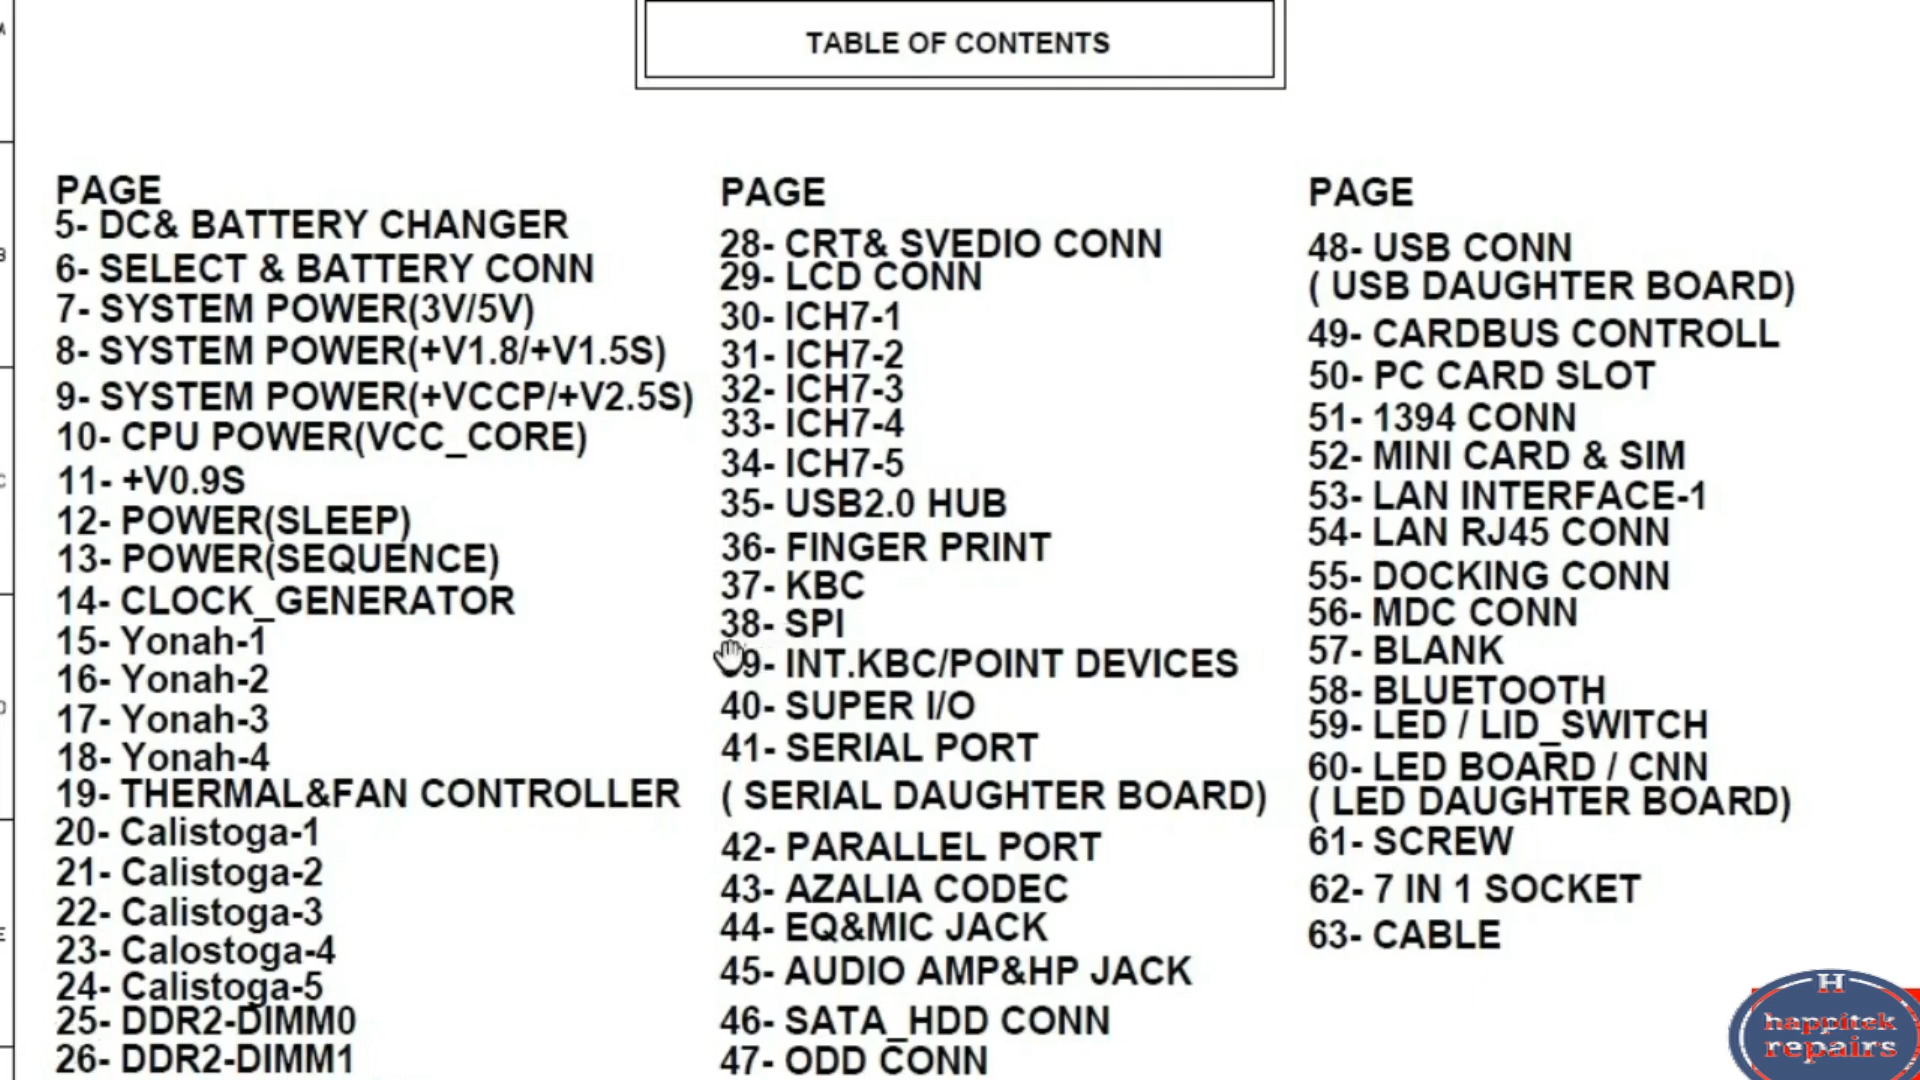 TABLE OF CONTENTS
PAGE
5- DC& BATTERY CHANGER
6- SELECT & BATTERY CONN
7- SYSTEM POWER(3V/5V)
8- SYSTEM POWER(+V1.8/+V1.5S)
9- SYSTEM POWER(+VCCP/+V2.5S)
10- CPU POWER(VCC_CORE)
11- +V0.9S
12- POWER(SLEEP)
13- POWER(SEQUENCE)
14- CLOCK_GENERATOR
15- Yonah-1
16- Yonah-2
17- Yonah-3
18- Yonah-4
19- THERMAL&FAN CONTROLLER
20- Calistoga-1
21- Calistoga-2
22- Calistoga-3
23- Calostoga-4
24- Calistoga-5
25- DDR2-DIMM0
26- DDR2-DIMM1
PAGE
28- CRT& SVEDIO CONN
29- LCD CONN
30- ICH7-1
31- ICH7-2
32- ICH7-3
33- ICH7-4
34- ICH7-5
35- USB2.0 HUB
36- FINGER PRINT
37- KBC
38- SPI
9- INT.KBC/POINT DEVICES
40- SUPER I/O
41- SERIAL PORT
( SERIAL DAUGHTER BOARD)
42- PARALLEL PORT
43- AZALIA CODEC
44- EQ&MIC JACK
45- AUDIO AMP&HP JACK
46- SATA_HDD CONN
47- ODD CONN
PAGE
48- USB CONN
( USB DAUGHTER BOARD)
49- CARDBUS CONTROLL
50- PC CARD SLOT
51- 1394 CONN
52- MINI CARD & SIM
53- LAN INTERFACE-1
54- LAN RJ45 CONN
55- DOCKING CONN
56- MDC CONN
57- BLANK
58- BLUETOOTH
59- LED / LID_SWITCH
60- LED BOARD / CNN
( LED DAUGHTER BOARD)
61- SCREW
62- 7 IN 1 SOCKET
63- CABLE
H
happitek
repairs